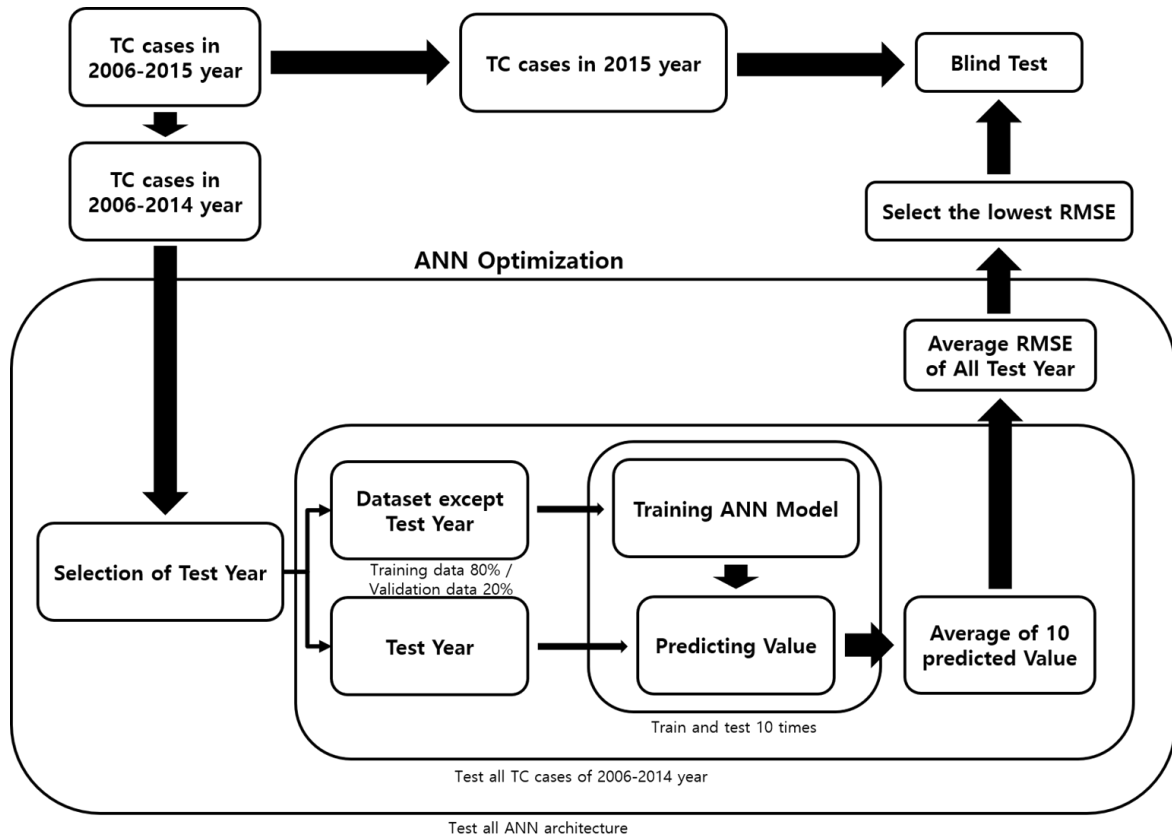 TC cases in
2006-2015 year
TC cases in 2015 year
Blind Test
TC cases in
2006-2014 year
Select the lowest RMSE
ANN Optimization
Average RMSE
of All Test Year
Selection of Test Year
Dataset except
Test Year
Training data 80% /
Validation data 20%
Test Year
Training ANN Model
Predicting Value
Train and test 10 times
Average of 10
predicted Value
Test all TC cases of 2006-2014 year
Test all ANN architecture